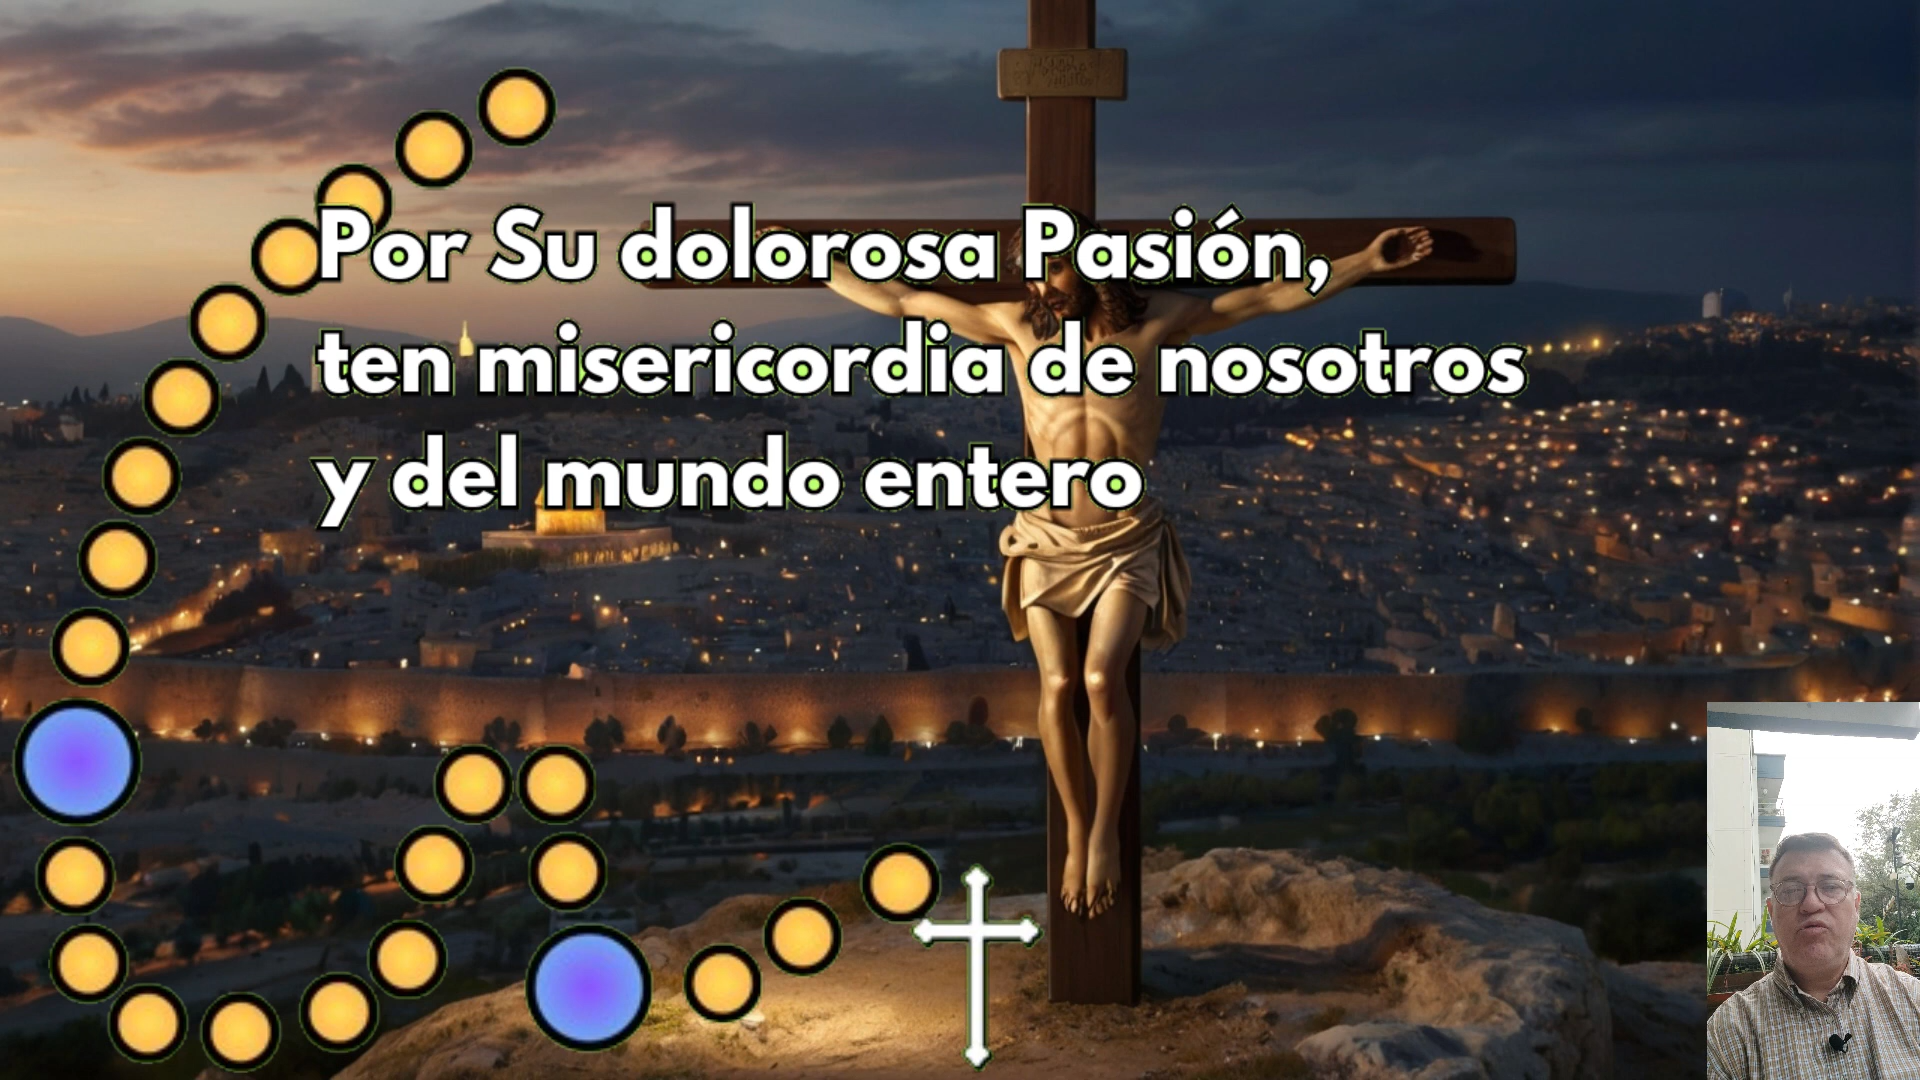 Por Su dolorosa Pasión,
ten misericordia de nosotros
y del mundo entero